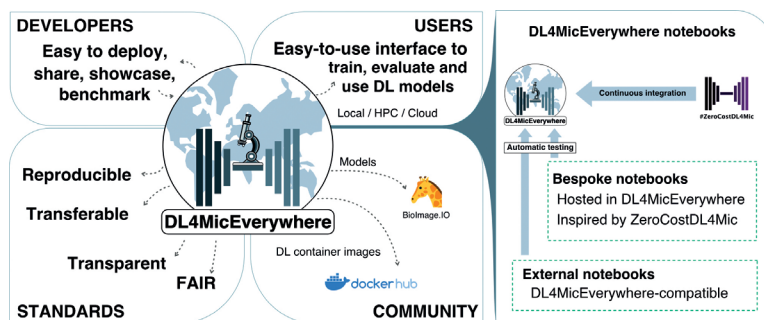 DEVELOPERS
Easy to deploy,
share, showcase,
benchmark
USERS
Easy-to-use interface to
train, evaluate and
use DL models
Local / HPC / Cloud
Reproducible
Transferable
Transparent
FAIR
STANDARDS
DL4MicEverywhere
Models
BioImage.IO
DL container images
dockerhub
COMMUNITY
DL4MicEverywhere notebooks
DL4MicEverywhere
Continuous integration
#ZeroCostDL4Mic
Automatic testing
Bespoke notebooks
Hosted in DL4MicEverywhere
Inspired by ZeroCostDL4Mic
External notebooks
DL4MicEverywhere-compatible